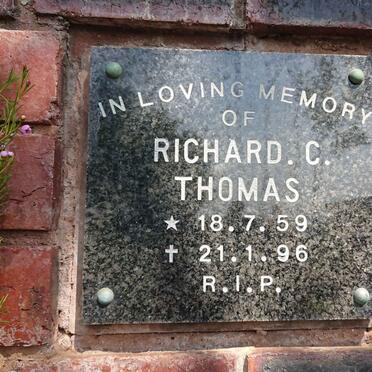 IN LOVING MEMORY
OF
RICHARD. C.
THOMAS
★ 18.7.59
✝ 21.1.96
R.I.P.